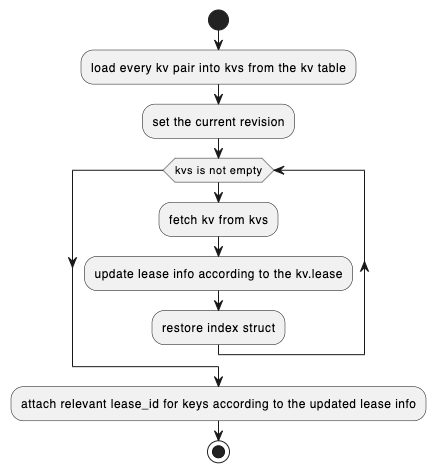 load every kv pair into kvs from the kv table
set the current revision
kvs is not empty
fetch kv from kvs
update lease info according to the kv.lease
restore index struct
attach relevant lease_id for keys according to the updated lease info